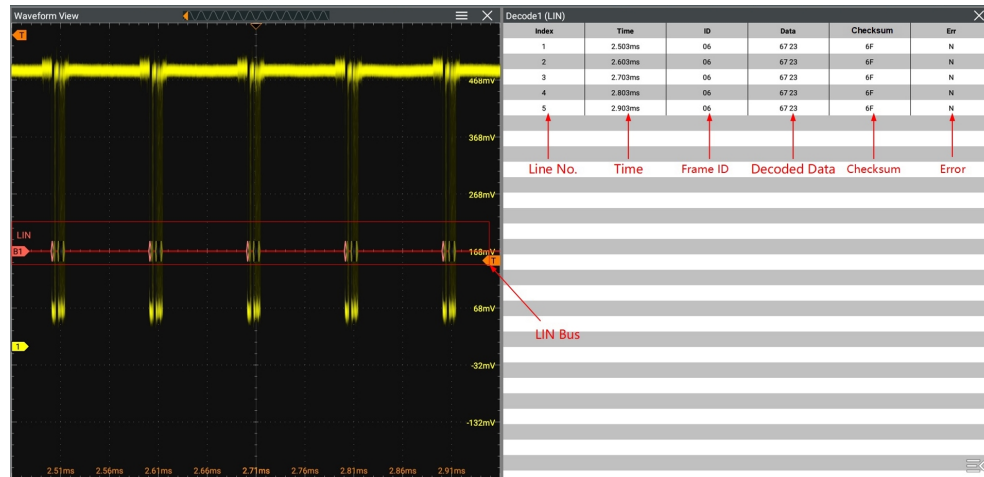 Waveform View
T
468mV
368mV
268mV
LIN
B1
168mV
T
68mV
1
-32mV
-132mV
2.51ms 2.56ms 2.61ms 2.66ms 2.71ms 2.76ms 2.81ms 2.86ms 2.91ms
Decode1 (LIN)
Index Time ID Data Checksum Err
1 2.503ms 06 67 23 6F N
2 2.603ms 06 67 23 6F N
3 2.703ms 06 67 23 6F N
4 2.803ms 06 67 23 6F N
5 2.903ms 06 67 23 6F N
Line No. Time Frame ID Decoded Data Checksum Error
LIN Bus